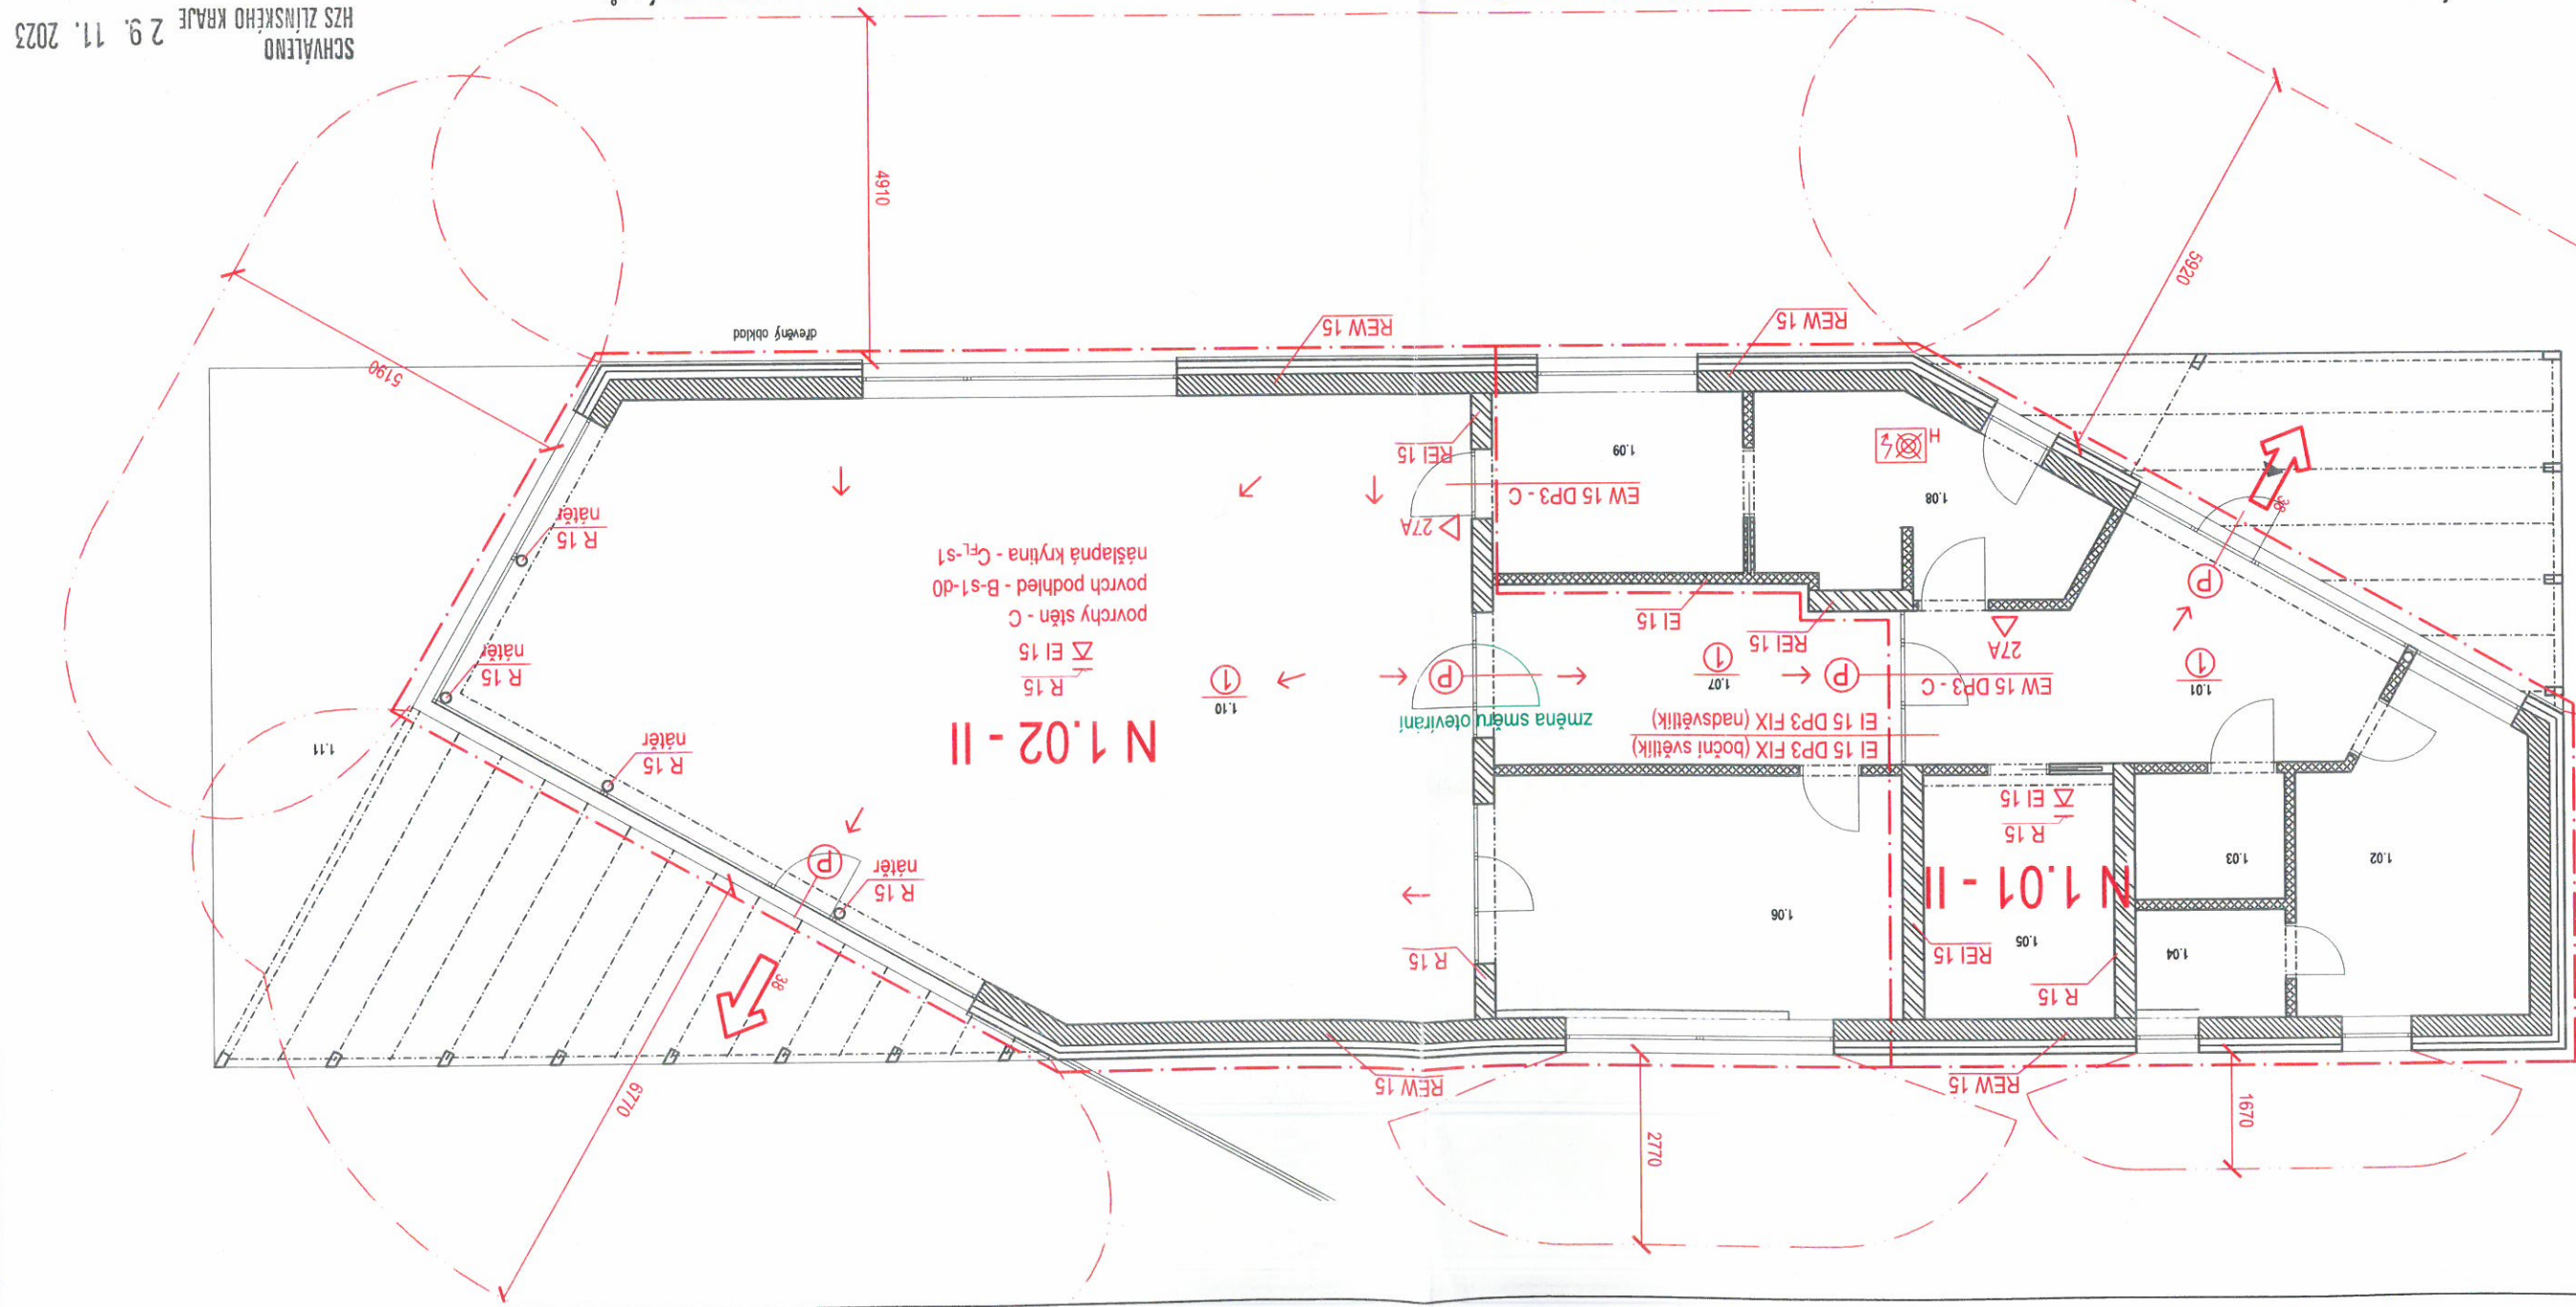 6770
1670
2770
REW 15
REW 15
38
R 15
REI 15
R 15
1.04
1.05
1.06
R 15
nátěr
N 1.01 - II
1.02
1.03
R 15
EI 15
N 1.02 - II
1.11
R 15
nátěr
EI 15 DP3 FIX (boční světlík)
EI 15 DP3 FIX (nadsvětlík)
změna směru otevírání
1.01
1
EW 15 DP3 - C
27A
P
1.07
1
P
1.10
1
R 15
EI 15
povrchy stěn - C
povrch podhled - B-s1-d0
nášlapná krytina - CFL-s1
R 15
nátěr
REI 15
EI 15
P
P
38
R 15
nátěr
27A
1.08
EW 15 DP3 - C
1.09
REI 15
H
5190
REW 15
REW 15
dřevěný obklad
5920
4910
SCHVÁLENO
HZS ZLÍNSKÉHO KRAJE
29. 11. 2023